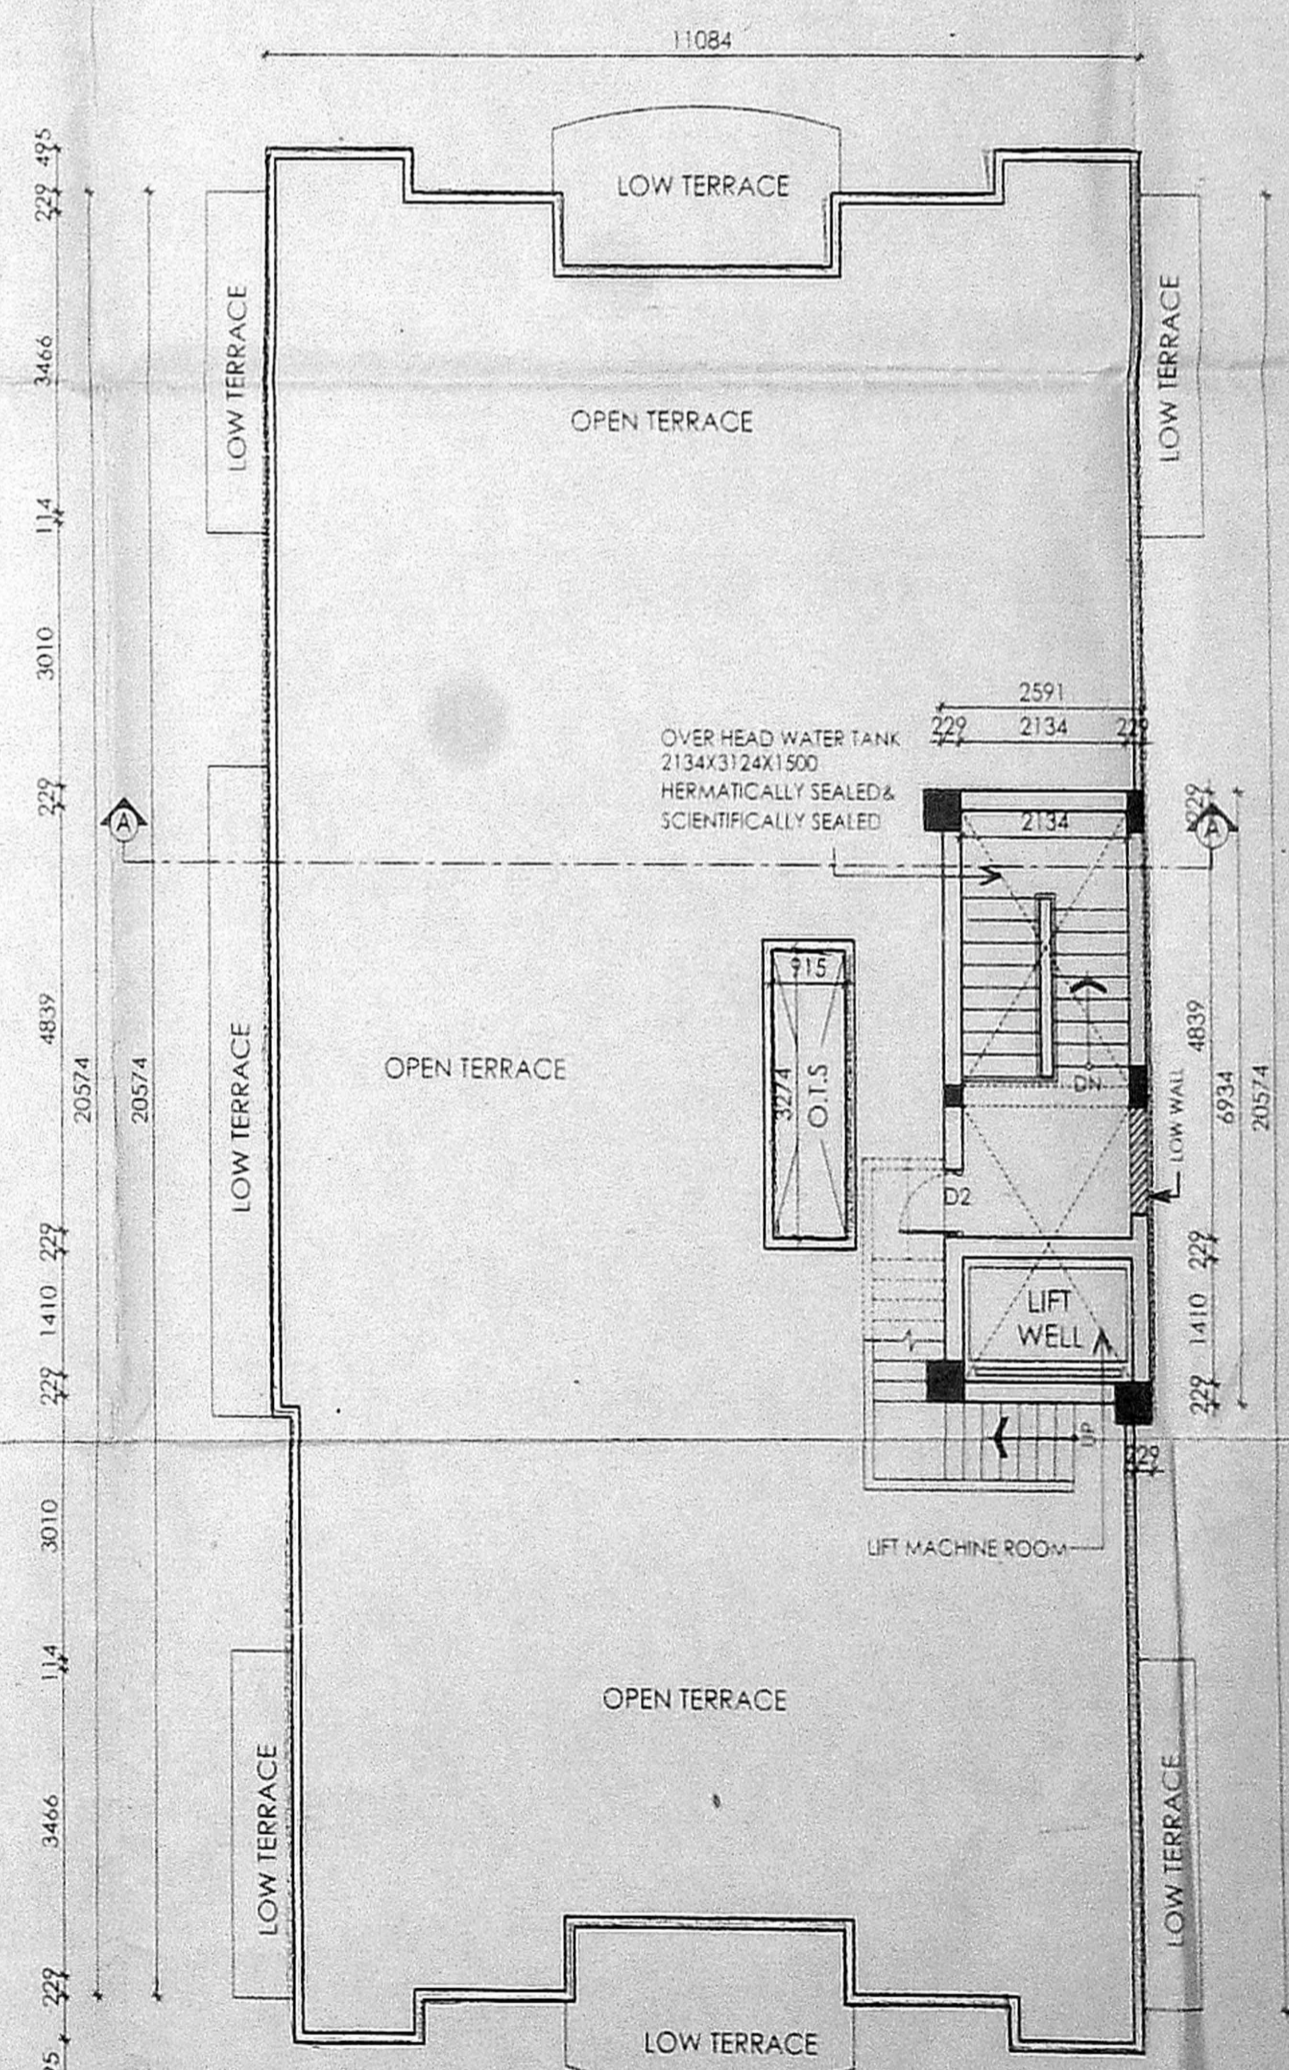 11084
495
229
3466
114
3010
229
4839
229
1410
229
3010
114
3466
229
20574
20574
LOW TERRACE
LOW TERRACE
LOW TERRACE
OPEN TERRACE
2591
229 2134 229
OVER HEAD WATER TANK
2134X3124X1500
HERMATICALLY SEALED&
SCIENTIFICALLY SEALED
2134
A
A
229
915
3274
O.T.S
OPEN TERRACE
LOW TERRACE
DN
D2
LOW WALL
4839
6934
20574
229
1410
229
LIFT
WELL
UP
229
LIFT MACHINE ROOM
OPEN TERRACE
LOW TERRACE
LOW TERRACE
LOW TERRACE